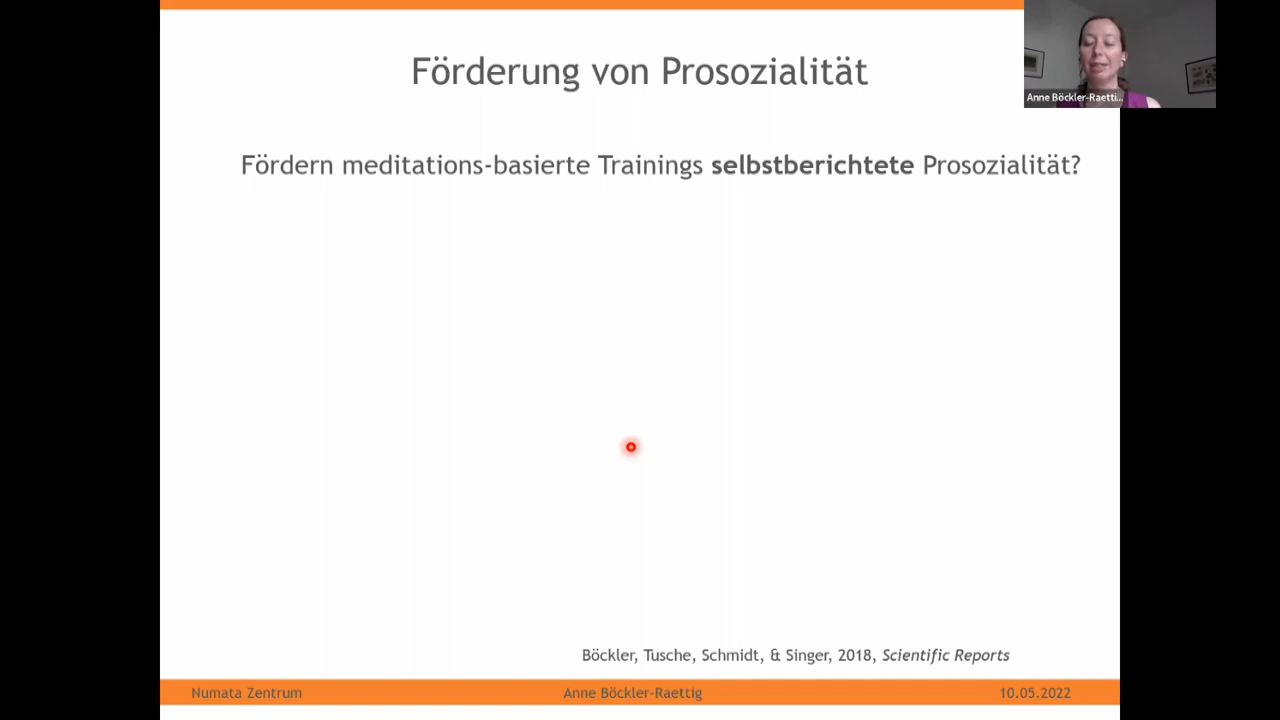 Förderung von Prosozialität
Anne Böckler-Raetti...
Fördern meditations-basierte Trainings selbstberichtete Prosozialität?
Böckler, Tusche, Schmidt, & Singer, 2018, Scientific Reports
Numata Zentrum
Anne Böckler-Raettig
10.05.2022